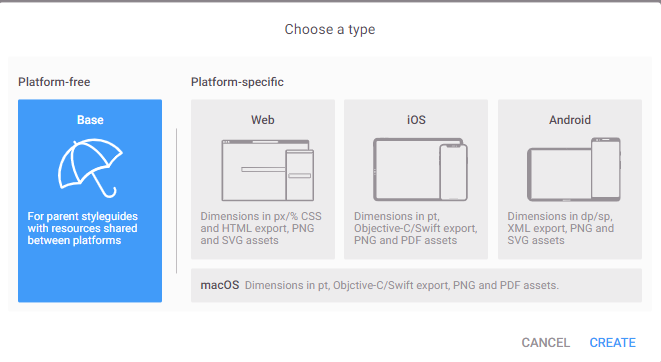 Choose a type
Platform-free
Platform-specific
Base
For parent styleguides
with resources shared
between platforms
Web
Dimensions in px/% CSS
and HTML export, PNG
and SVG assets
iOS
Dimensions in pt,
Objective-C/Swift export,
PNG and PDF assets
Android
Dimensions in dp/sp,
XML export, PNG and
SVG assets
macOS Dimensions in pt, Objctive-C/Swift export, PNG and PDF assets.
CANCEL CREATE